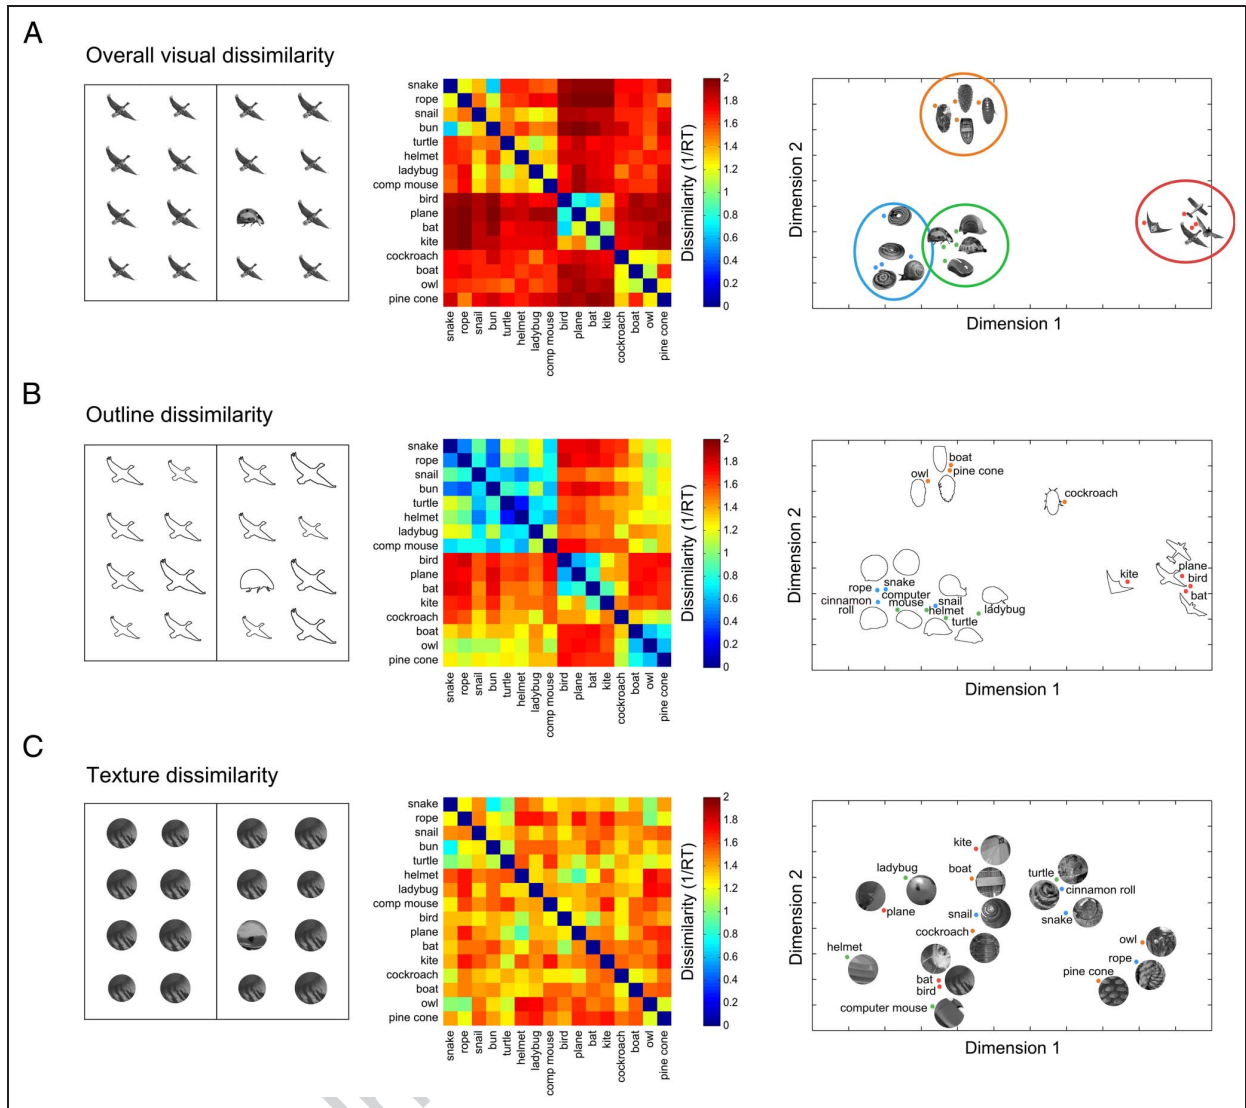 A
Overall visual dissimilarity
snake
rope
snail
bun
turtle
helmet
ladybug
comp mouse
bird
plane
bat
kite
cockroach
boat
owl
pine cone
snake
rope
snail
bun
turtle
helmet
ladybug
comp mouse
bird
plane
bat
kite
cockroach
boat
owl
pine cone
2
1.8
1.6
1.4
1.2
1
0.8
0.6
0.4
0.2
0
Dissimilarity (1/RT)
Dimension 2
Dimension 1
B
Outline dissimilarity
snake
rope
snail
bun
turtle
helmet
ladybug
comp mouse
bird
plane
bat
kite
cockroach
boat
owl
pine cone
snake
rope
snail
bun
turtle
helmet
ladybug
comp mouse
bird
plane
bat
kite
cockroach
boat
owl
pine cone
2
1.8
1.6
1.4
1.2
1
0.8
0.6
0.4
0.2
0
Dissimilarity (1/RT)
Dimension 2
boat
pine cone
owl
cockroach
plane
kite
bird
bat
snake
rope
computer
mouse
cinnamon
roll
snail
helmet
ladybug
turtle
Dimension 1
C
Texture dissimilarity
snake
rope
snail
bun
turtle
helmet
ladybug
comp mouse
bird
plane
bat
kite
cockroach
boat
owl
pine cone
snake
rope
snail
bun
turtle
helmet
ladybug
comp mouse
bird
plane
bat
kite
cockroach
boat
owl
pine cone
2
1.8
1.6
1.4
1.2
1
0.8
0.6
0.4
0.2
0
Dissimilarity (1/RT)
Dimension 2
kite
ladybug
boat
turtle
cinnamon roll
plane
snail
snake
cockroach
owl
helmet
rope
pine cone
bat
bird
computer mouse
Dimension 1